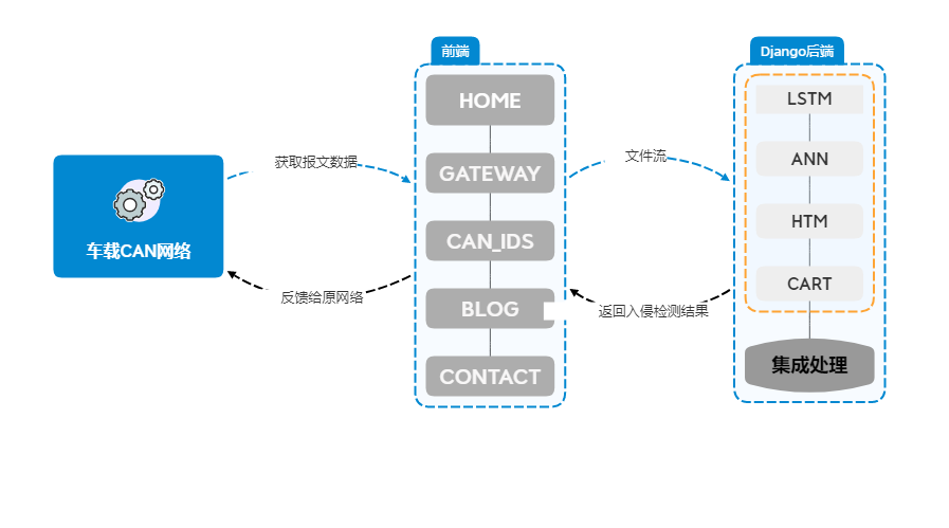 车载CAN网络
获取报文数据
反馈给原网络
前端
HOME
GATEWAY
CAN_IDS
BLOG
CONTACT
文件流
返回入侵检测结果
Django后端
LSTM
ANN
HTM
CART
集成处理